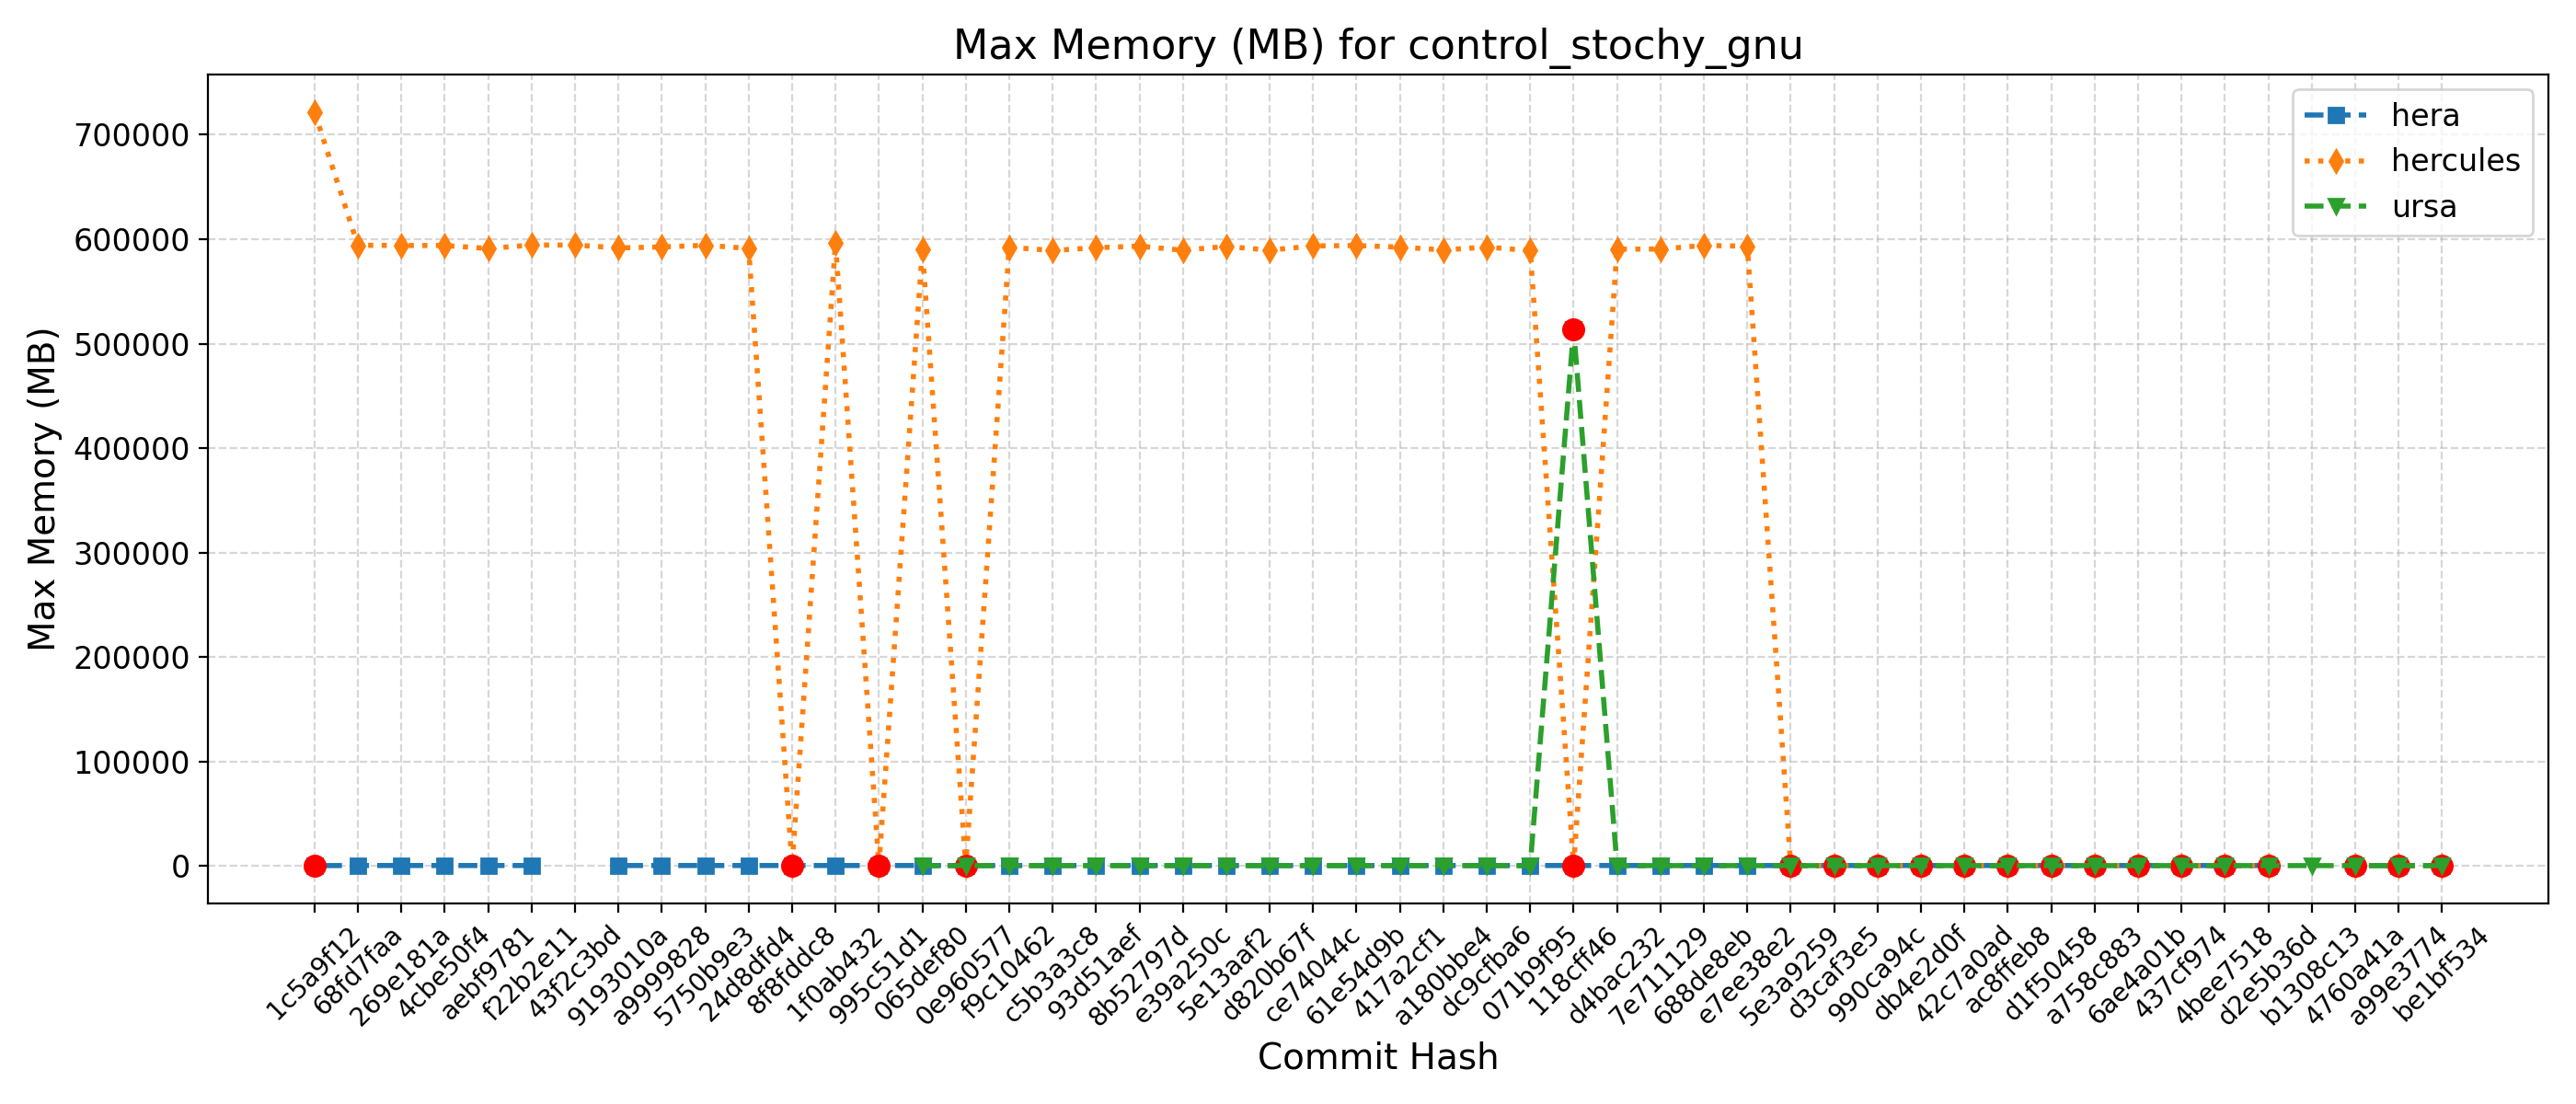 Max Memory (MB) for control_stochy_gnu
hera
hercules
ursa
Max Memory (MB)
700000
600000
500000
400000
300000
200000
100000
0
1c5a9f12
68fd7faa
269e181a
4cbe50f4
aebf9781
f22b2e11
43f2c3bd
9193010a
a9999828
5750b9e3
24d8dfd4
8f8fddc8
1f0ab432
995c51d1
065def80
0e960577
f9c10462
c5b3a3c8
93d51aef
8b52797d
e39a250c
5e13aaf2
d820b67f
ce74044c
61e54d9b
417a2cf1
a180bbe4
dc9cfba6
071b9f95
118cff46
d4bac232
7e711129
688de8eb
e7ee38e2
5e3a9259
d3caf3e5
990ca94c
db4e2d0f
42c7a0ad
ac8ffeb8
d1f50458
a758c883
6ae4a01b
437cf974
4bee7518
d2e5b36d
b1308c13
4760a41a
a99e3774
be1bf534
Commit Hash